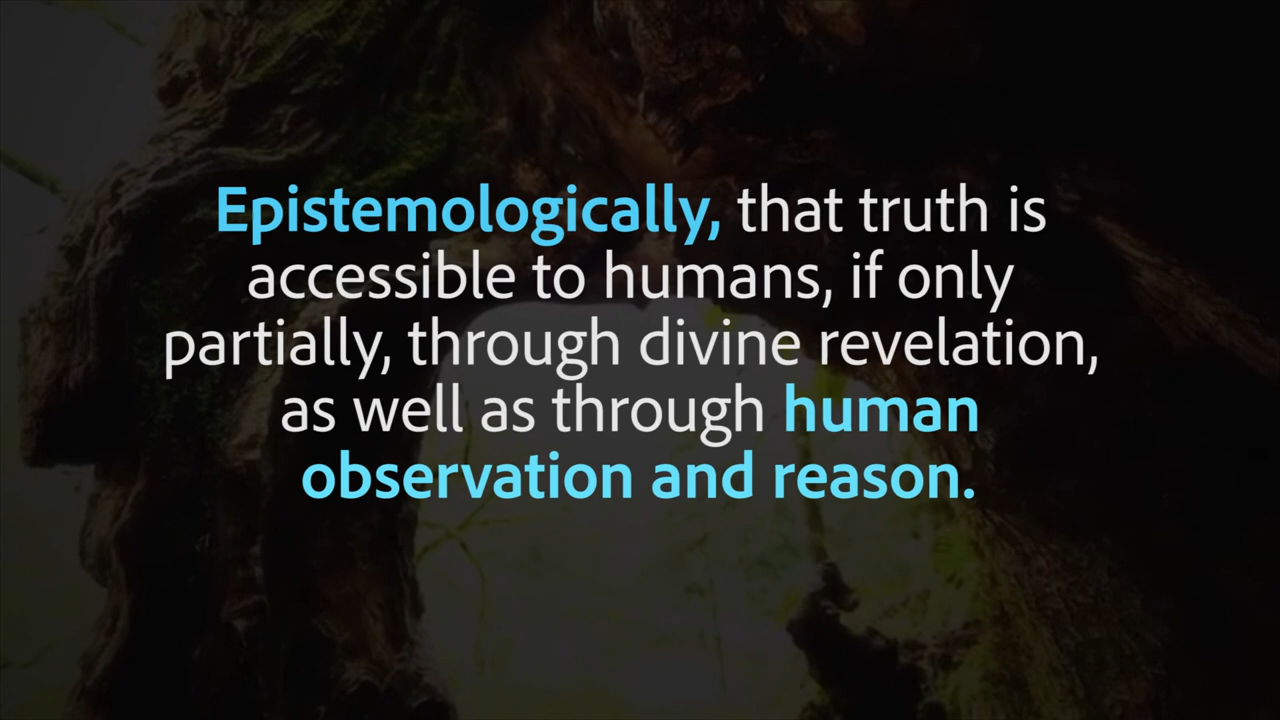 Epistemologically, that truth is
accessible to humans, if only
partially, through divine revelation,
as well as through human
observation and reason.